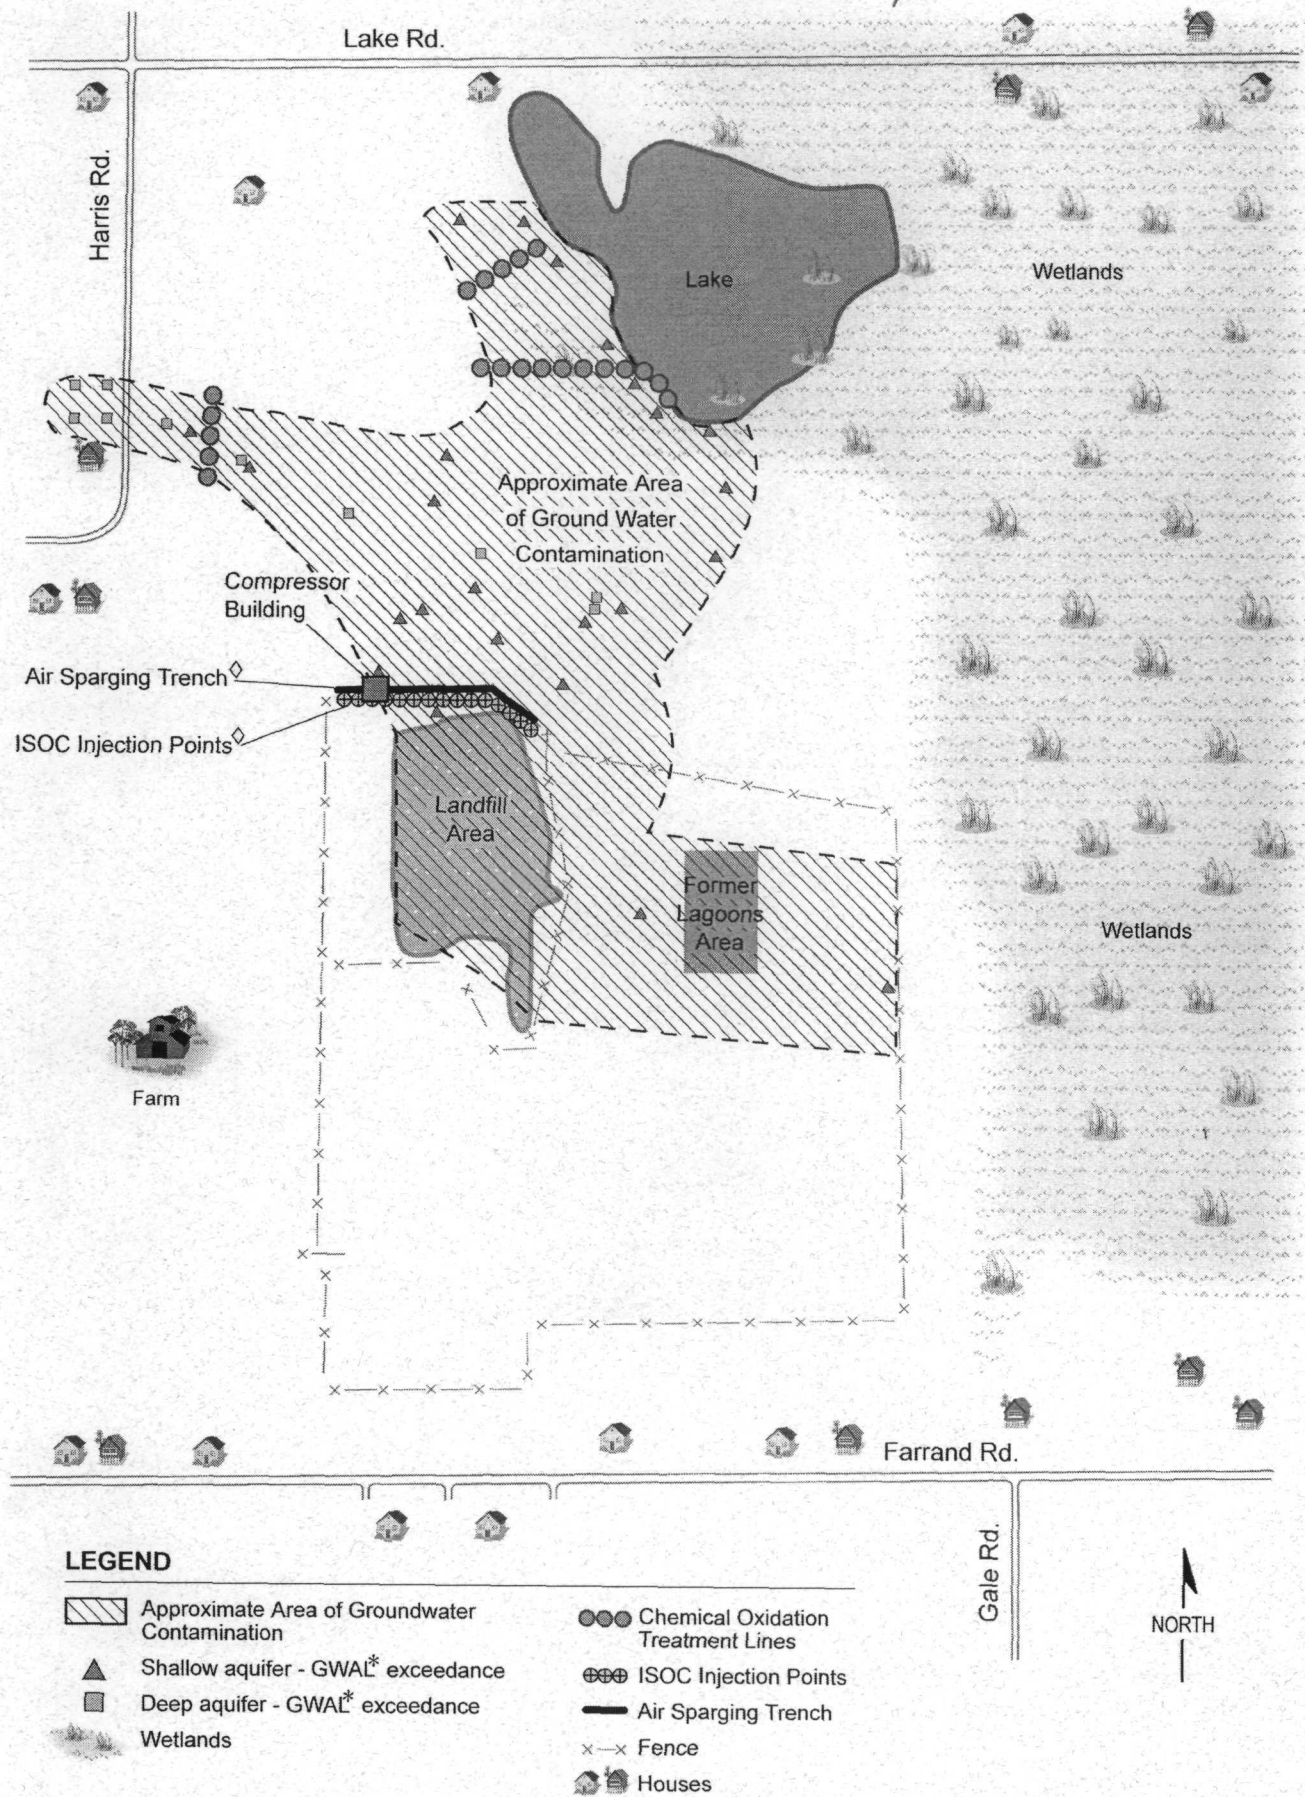 Lake Rd.
Harris Rd.
Lake
Wetlands
Approximate Area
of Ground Water
Contamination
Compressor
Building
Air Sparging Trench◊
ISOC Injection Points◊
Landfill
Area
Former
Lagoons
Area
Wetlands
Farm
Farrand Rd.
Gale Rd.
NORTH
LEGEND
Approximate Area of Groundwater
Contamination
Shallow aquifer - GWAL* exceedance
Deep aquifer - GWAL* exceedance
Wetlands
Chemical Oxidation
Treatment Lines
ISOC Injection Points
Air Sparging Trench
Fence
Houses